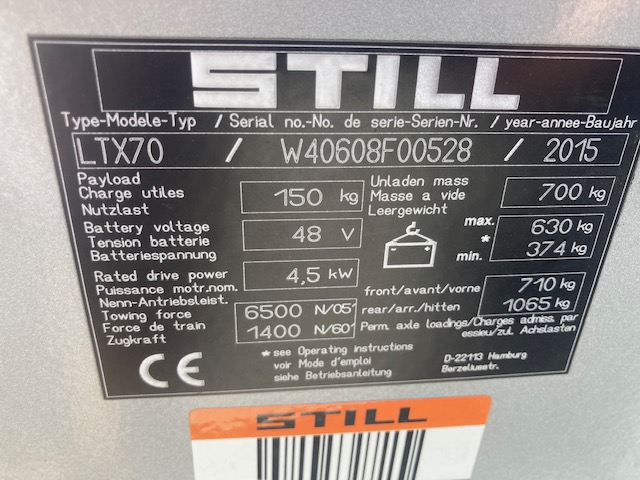 STILL
Type-Modele-Typ / Serial no.-No. de serie-Serien-Nr. / year-annee-Baujahr
LTX70 / W40608F00528 / 2015
Payload
Charge utiles
Nutzlast
150 kg
Unladen mass
Masse a vide
Leergewicht
700 kg
Battery voltage
Tension batterie
Batteriespannung
48 V
max. 630 kg
*
min. 374 kg
Rated drive power
Puissance motr.nom.
Nenn-Antriebsleist.
4,5 kW
front/avant/vorne 710 kg
rear/arr./hitten 1065 kg
Towing force
Force de train
Zugkraft
6500 N/05'
1400 N/60'
Perm. axle loadings/Charges admiss. par
essieu/zul. Achslasten
* see Operating instructions
voir Mode d'emploi
siehe Betriebsanleitung
D-22113 Hamburg
Berzeliusstr.
CE
STILL